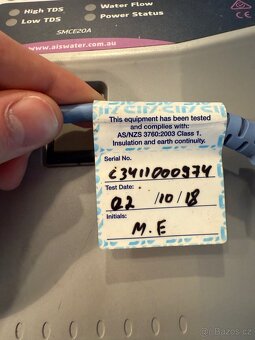 High TDS
Low TDS
Water Flow
Power Status
SMCE20A
www.aiswater.com.au
This equipment has been tested
and complies with:
AS/NZS 3760:2003 Class 1.
Insulation and earth continuity.
Serial No.
C3411000974
Test Date:
02 /10 /18
Initials:
M.E
© Bazos.cz